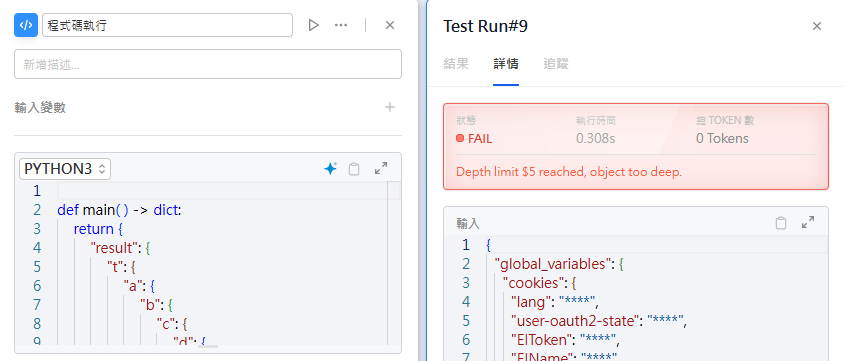 程式碼執行
新增描述...
輸入變數
PYTHON3
1
2 def main() -> dict:
3 return {
4 "result": {
5 "t": {
6 "a": {
7 "b": {
8 "c": {
9 "d": {
Test Run#9
結果 詳情 追蹤
狀態 執行時間 總 TOKEN 數
FAIL 0.308s 0 Tokens
Depth limit $5 reached, object too deep.
輸入
1 {
2 "global_variables": {
3 "cookies": {
4 "lang": "****",
5 "user-oauth2-state": "****",
6 "EIToken": "****",
7 "EIName": "****"